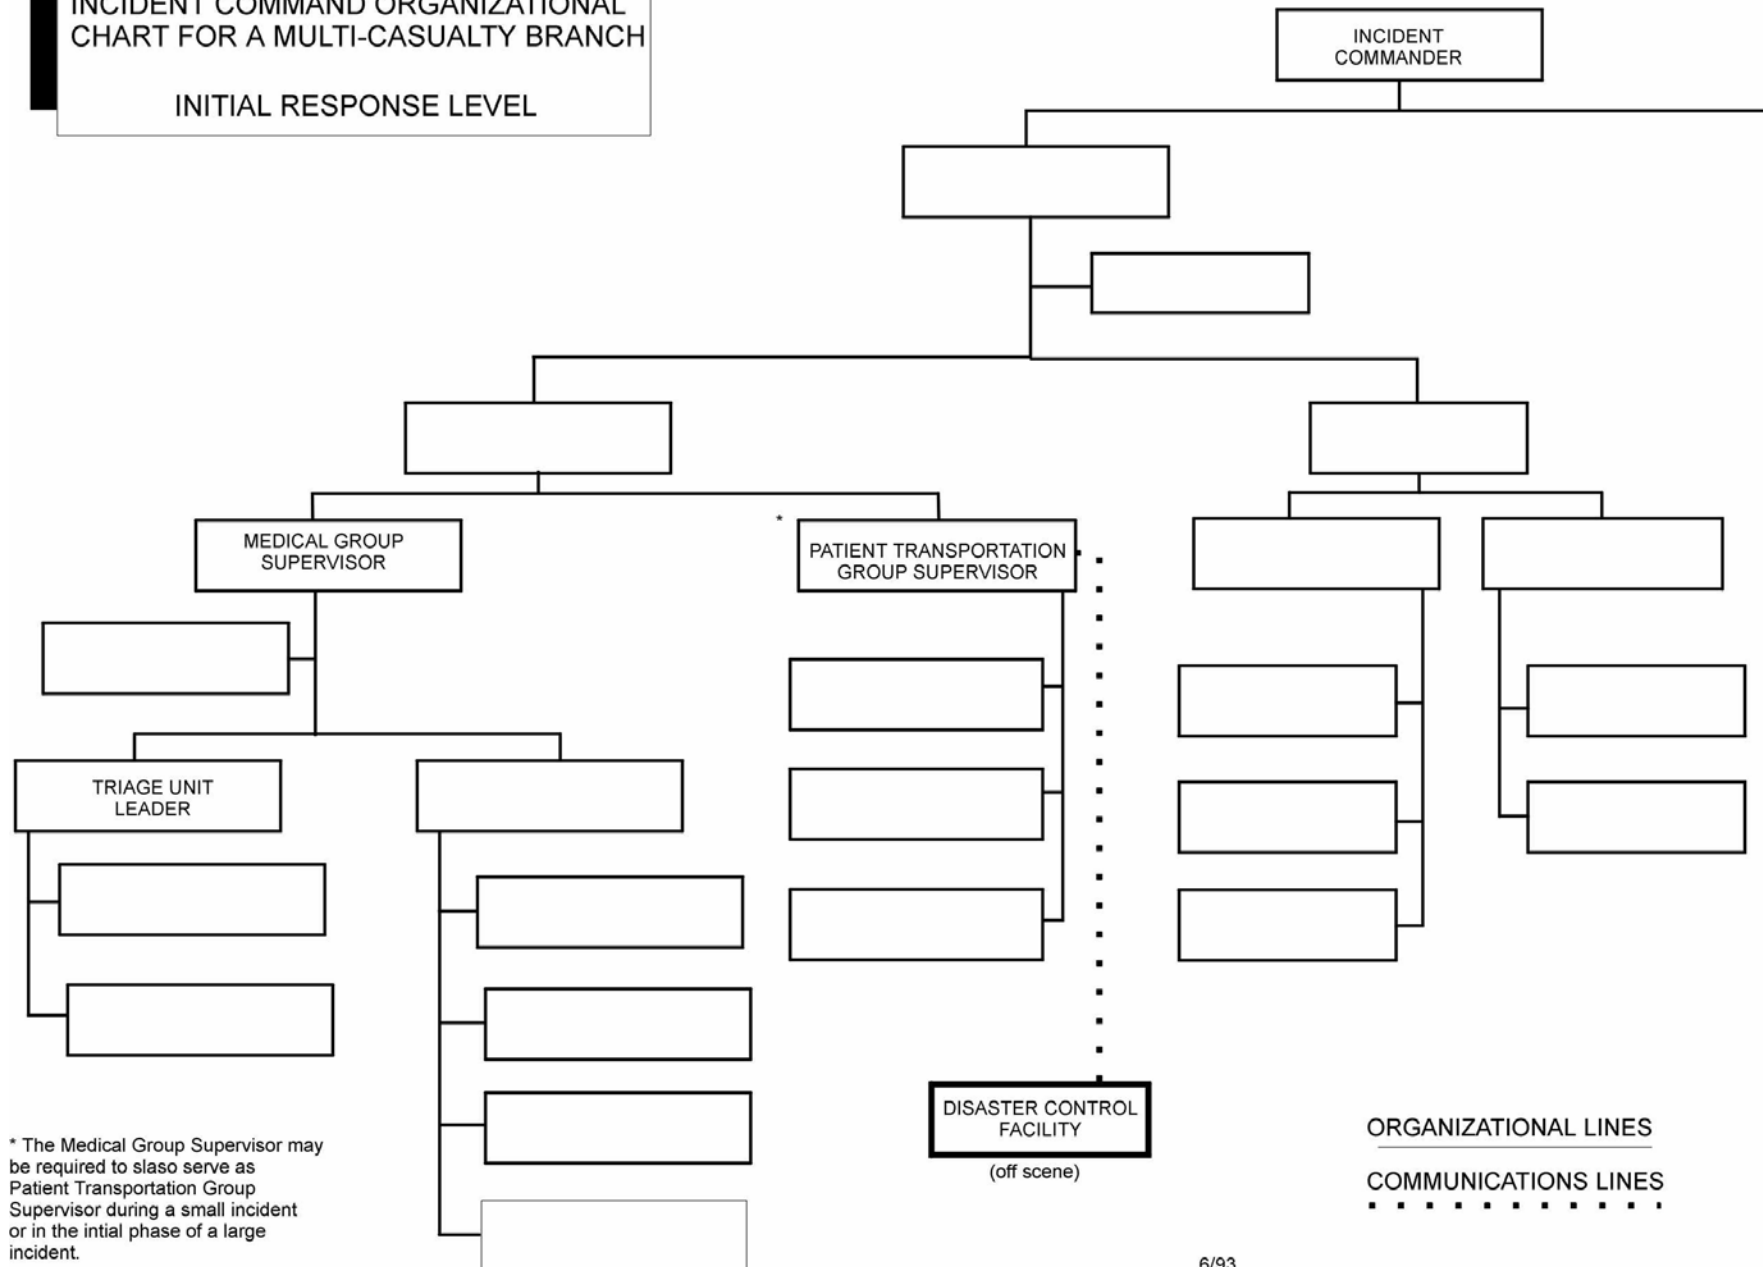 INCIDENT COMMAND ORGANIZATIONAL
CHART FOR A MULTI-CASUALTY BRANCH
INITIAL RESPONSE LEVEL
INCIDENT
COMMANDER
MEDICAL GROUP
SUPERVISOR
*
PATIENT TRANSPORTATION
GROUP SUPERVISOR
TRIAGE UNIT
LEADER
DISASTER CONTROL
FACILITY
(off scene)
* The Medical Group Supervisor may
be required to slaso serve as
Patient Transportation Group
Supervisor during a small incident
or in the intial phase of a large
incident.
ORGANIZATIONAL LINES
COMMUNICATIONS LINES
6/93